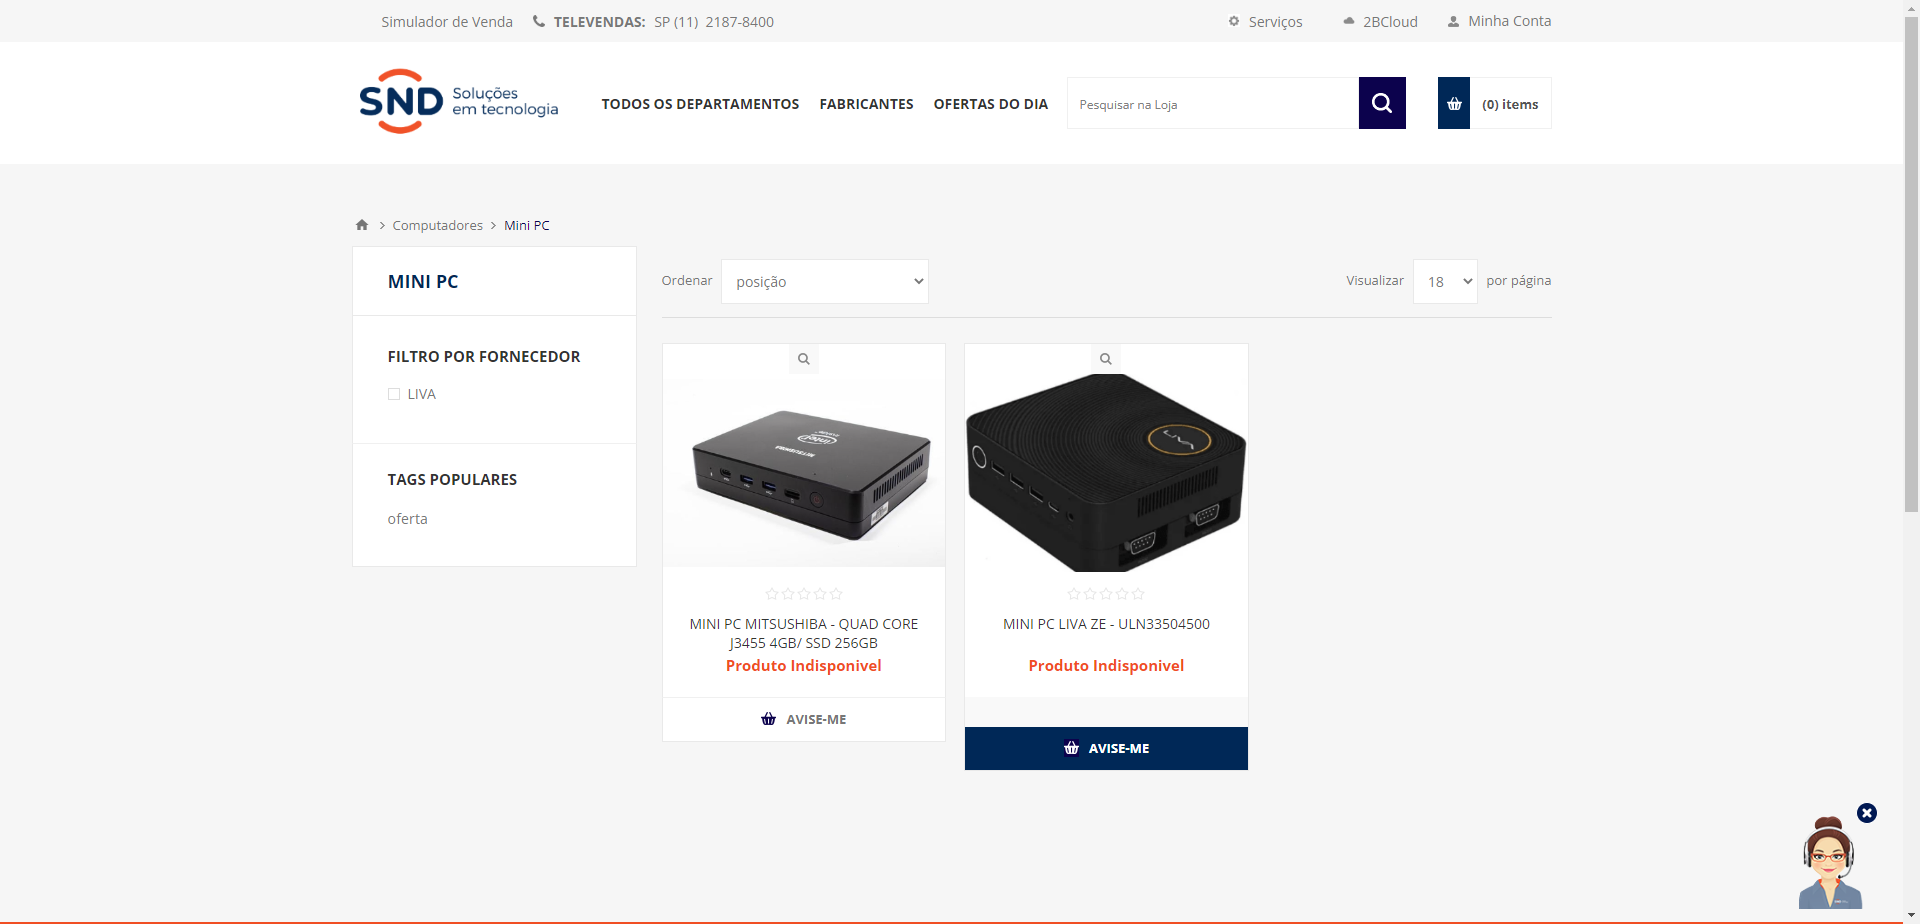 Simulador de Venda TELEVENDAS: SP (11) 2187-8400 Serviços 2BCloud Minha Conta
SND Soluções
em tecnologia
TODOS OS DEPARTAMENTOS FABRICANTES OFERTAS DO DIA Pesquisar na Loja (0) items
> Computadores > Mini PC
MINI PC
FILTRO POR FORNECEDOR
LIVA
TAGS POPULARES
oferta
Ordenar posição Visualizar 18 por página
intel
MITSUSHIBA
LIVA
MINI PC MITSUSHIBA - QUAD CORE
J3455 4GB/ SSD 256GB
Produto Indisponivel
AVISE-ME
MINI PC LIVA ZE - ULN33504500
Produto Indisponivel
AVISE-ME